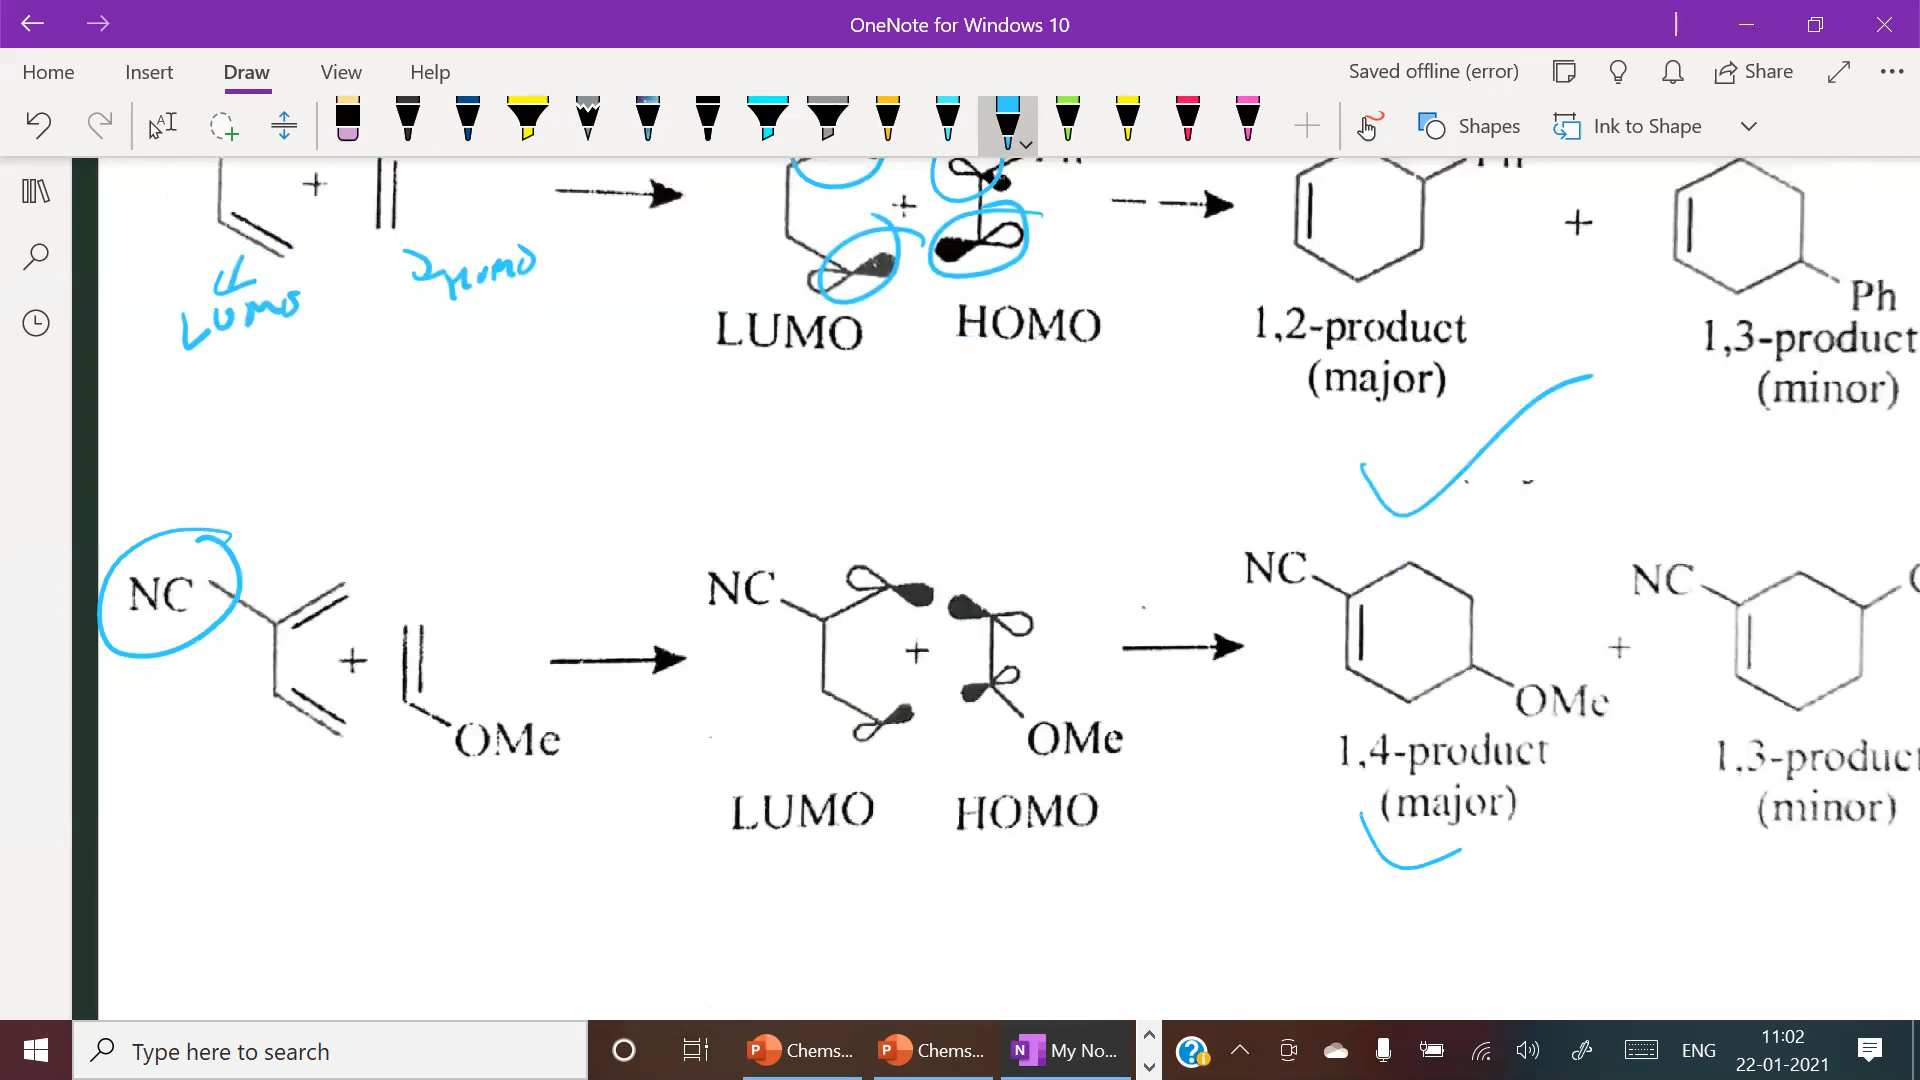 OneNote for Windows 10
Home Insert Draw View Help
Saved offline (error)
Share
Shapes
Ink to Shape
+
LUMO
HOMO
+
LUMO
HOMO
+
Ph
1,2-product
(major)
1,3-product
(minor)
NC
+
OMe
NC
+
OMe
LUMO
HOMO
NC
OMe
1,4-product
(major)
+
NC
1,3-product
(minor)
Type here to search
Chems...
Chems...
My No...
ENG
11:02
22-01-2021